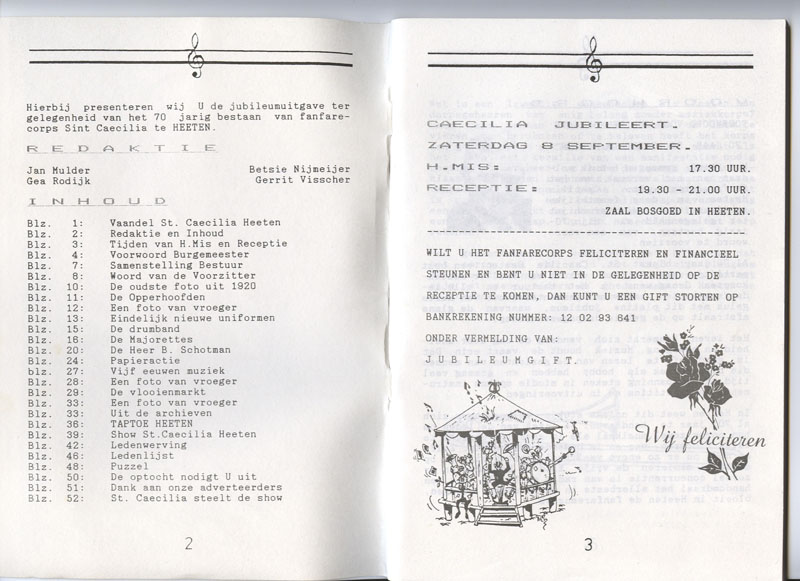 Hierbij presenteren wij U de jubileumuitgave ter
gelegenheid van het 70 jarig bestaan van fanfare-
corps Sint Caecilia te HEETEN.
REDAKTIE
Jan Mulder Betsie Nijmeijer
Gea Rodijk Gerrit Visscher
INHOUD
Blz. 1: Vaandel St. Caecilia Heeten
Blz. 2: Redaktie en Inhoud
Blz. 3: Tijden van H.Mis en Receptie
Blz. 4: Voorwoord Burgemeester
Blz. 7: Samenstelling Bestuur
Blz. 8: Woord van de Voorzitter
Blz. 10: De oudste foto uit 1920
Blz. 11: De Opperhoofden
Blz. 12: Een foto van vroeger
Blz. 13: Eindelijk nieuwe uniformen
Blz. 15: De drumband
Blz. 18: De Majorettes
Blz. 20: De Heer B. Schotman
Blz. 24: Papieractie
blz. 27: Vijf eeuwen muziek
Blz. 28: Een foto van vroeger
Blz. 29: De vlooienmarkt
Blz. 33: Een foto van vroeger
Blz. 33: Uit de archieven
Blz. 36: TAPTOE HEETEN
Blz. 39: Show St.Caecilia Heeten
Blz. 42: Ledenwerving
Blz. 46: Ledenlijst
Blz. 48: Puzzel
Blz. 50: De optocht nodigt U uit
Blz. 51: Dank aan onze adverteerders
Blz. 52: St. Caecilia steelt de show
2
CAECILIA JUBILEERT.
ZATERDAG 8 SEPTEMBER.
H.MIS: 17.30 UUR.
RECEPTIE: 19.30 - 21.00 UUR.
ZAAL BOSGOED IN HEETEN.
WILT U HET FANFARECORPS FELICITEREN EN FINANCIEEL
STEUNEN EN BENT U NIET IN DE GELEGENHEID OP DE
RECEPTIE TE KOMEN, DAN KUNT U EEN GIFT STORTEN OP
BANKREKENING NUMMER: 12 02 93 841
ONDER VERMELDING VAN:
JUBILEUMGIFT.
Wij feliciteren
3